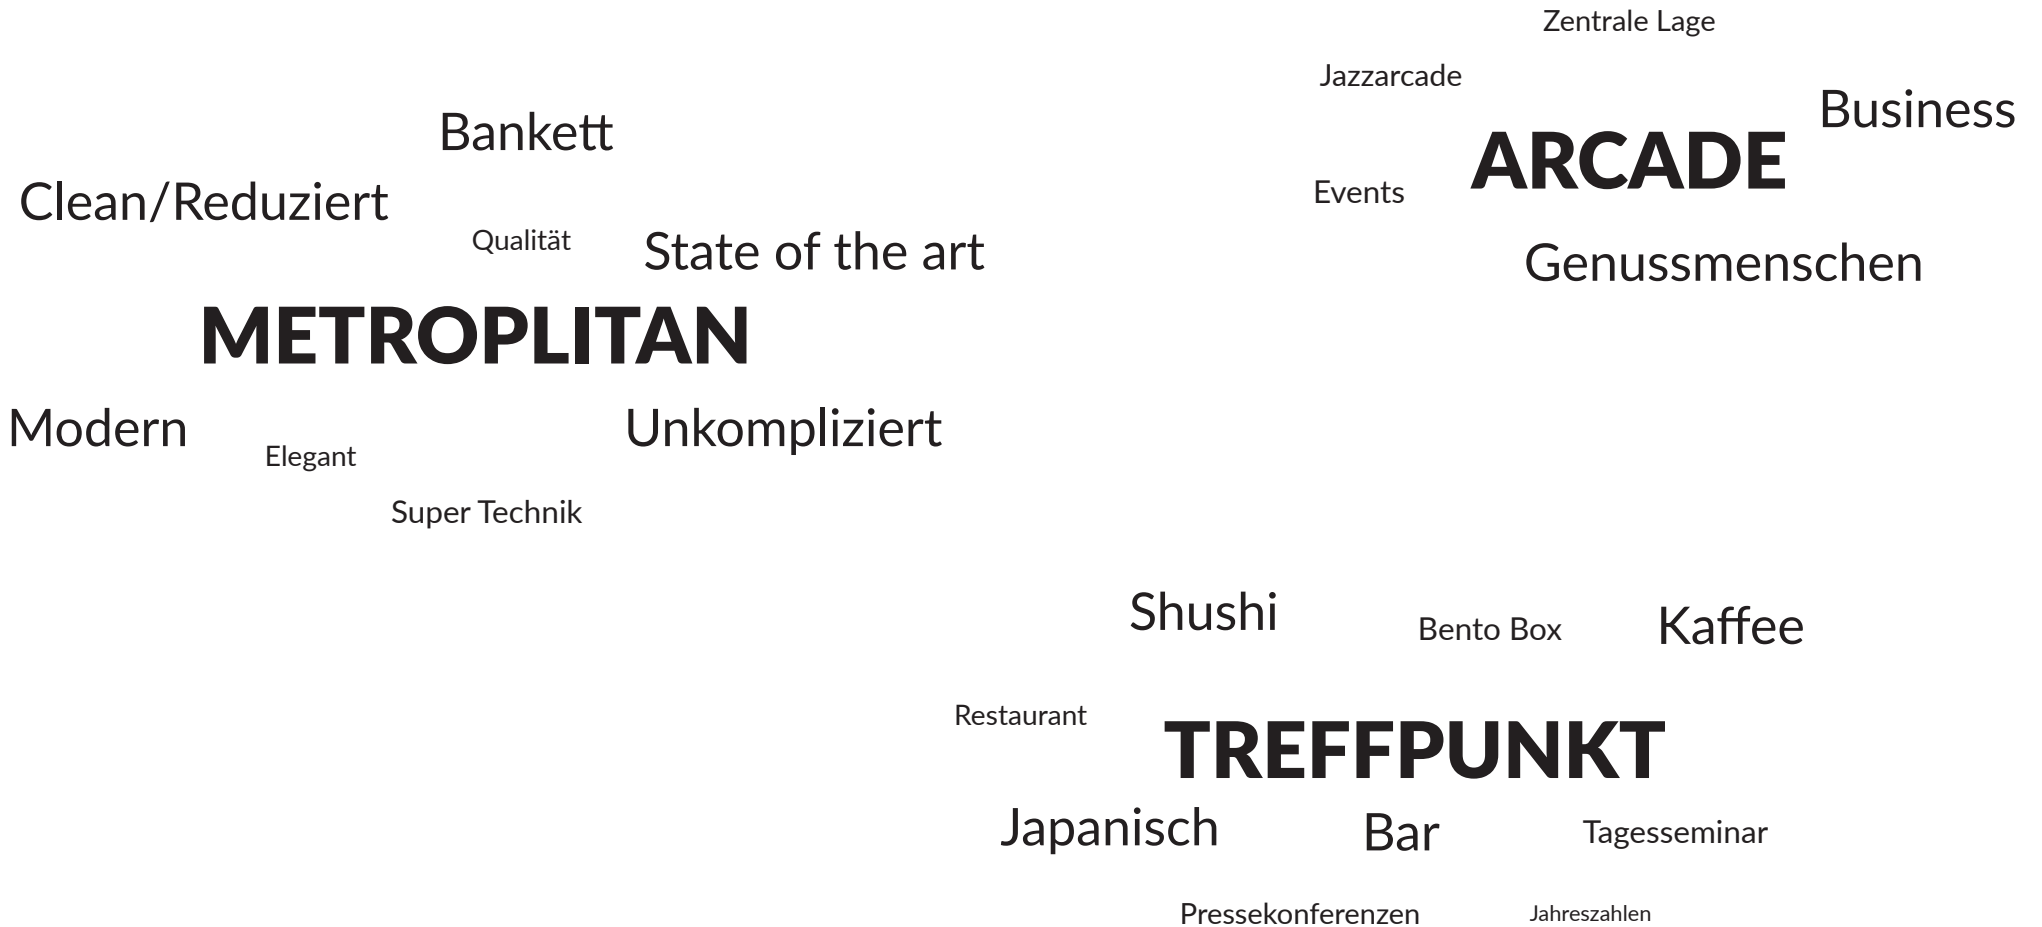 Bankett
Clean/Reduziert
Qualität
State of the art
METROPLITAN
Modern
Elegant
Unkompliziert
Super Technik
Zentrale Lage
Jazzarcade
Business
ARCADE
Events
Genussmenschen
Shushi
Bento Box
Kaffee
Restaurant
TREFFPUNKT
Japanisch
Bar
Tagesseminar
Pressekonferenzen
Jahreszahlen